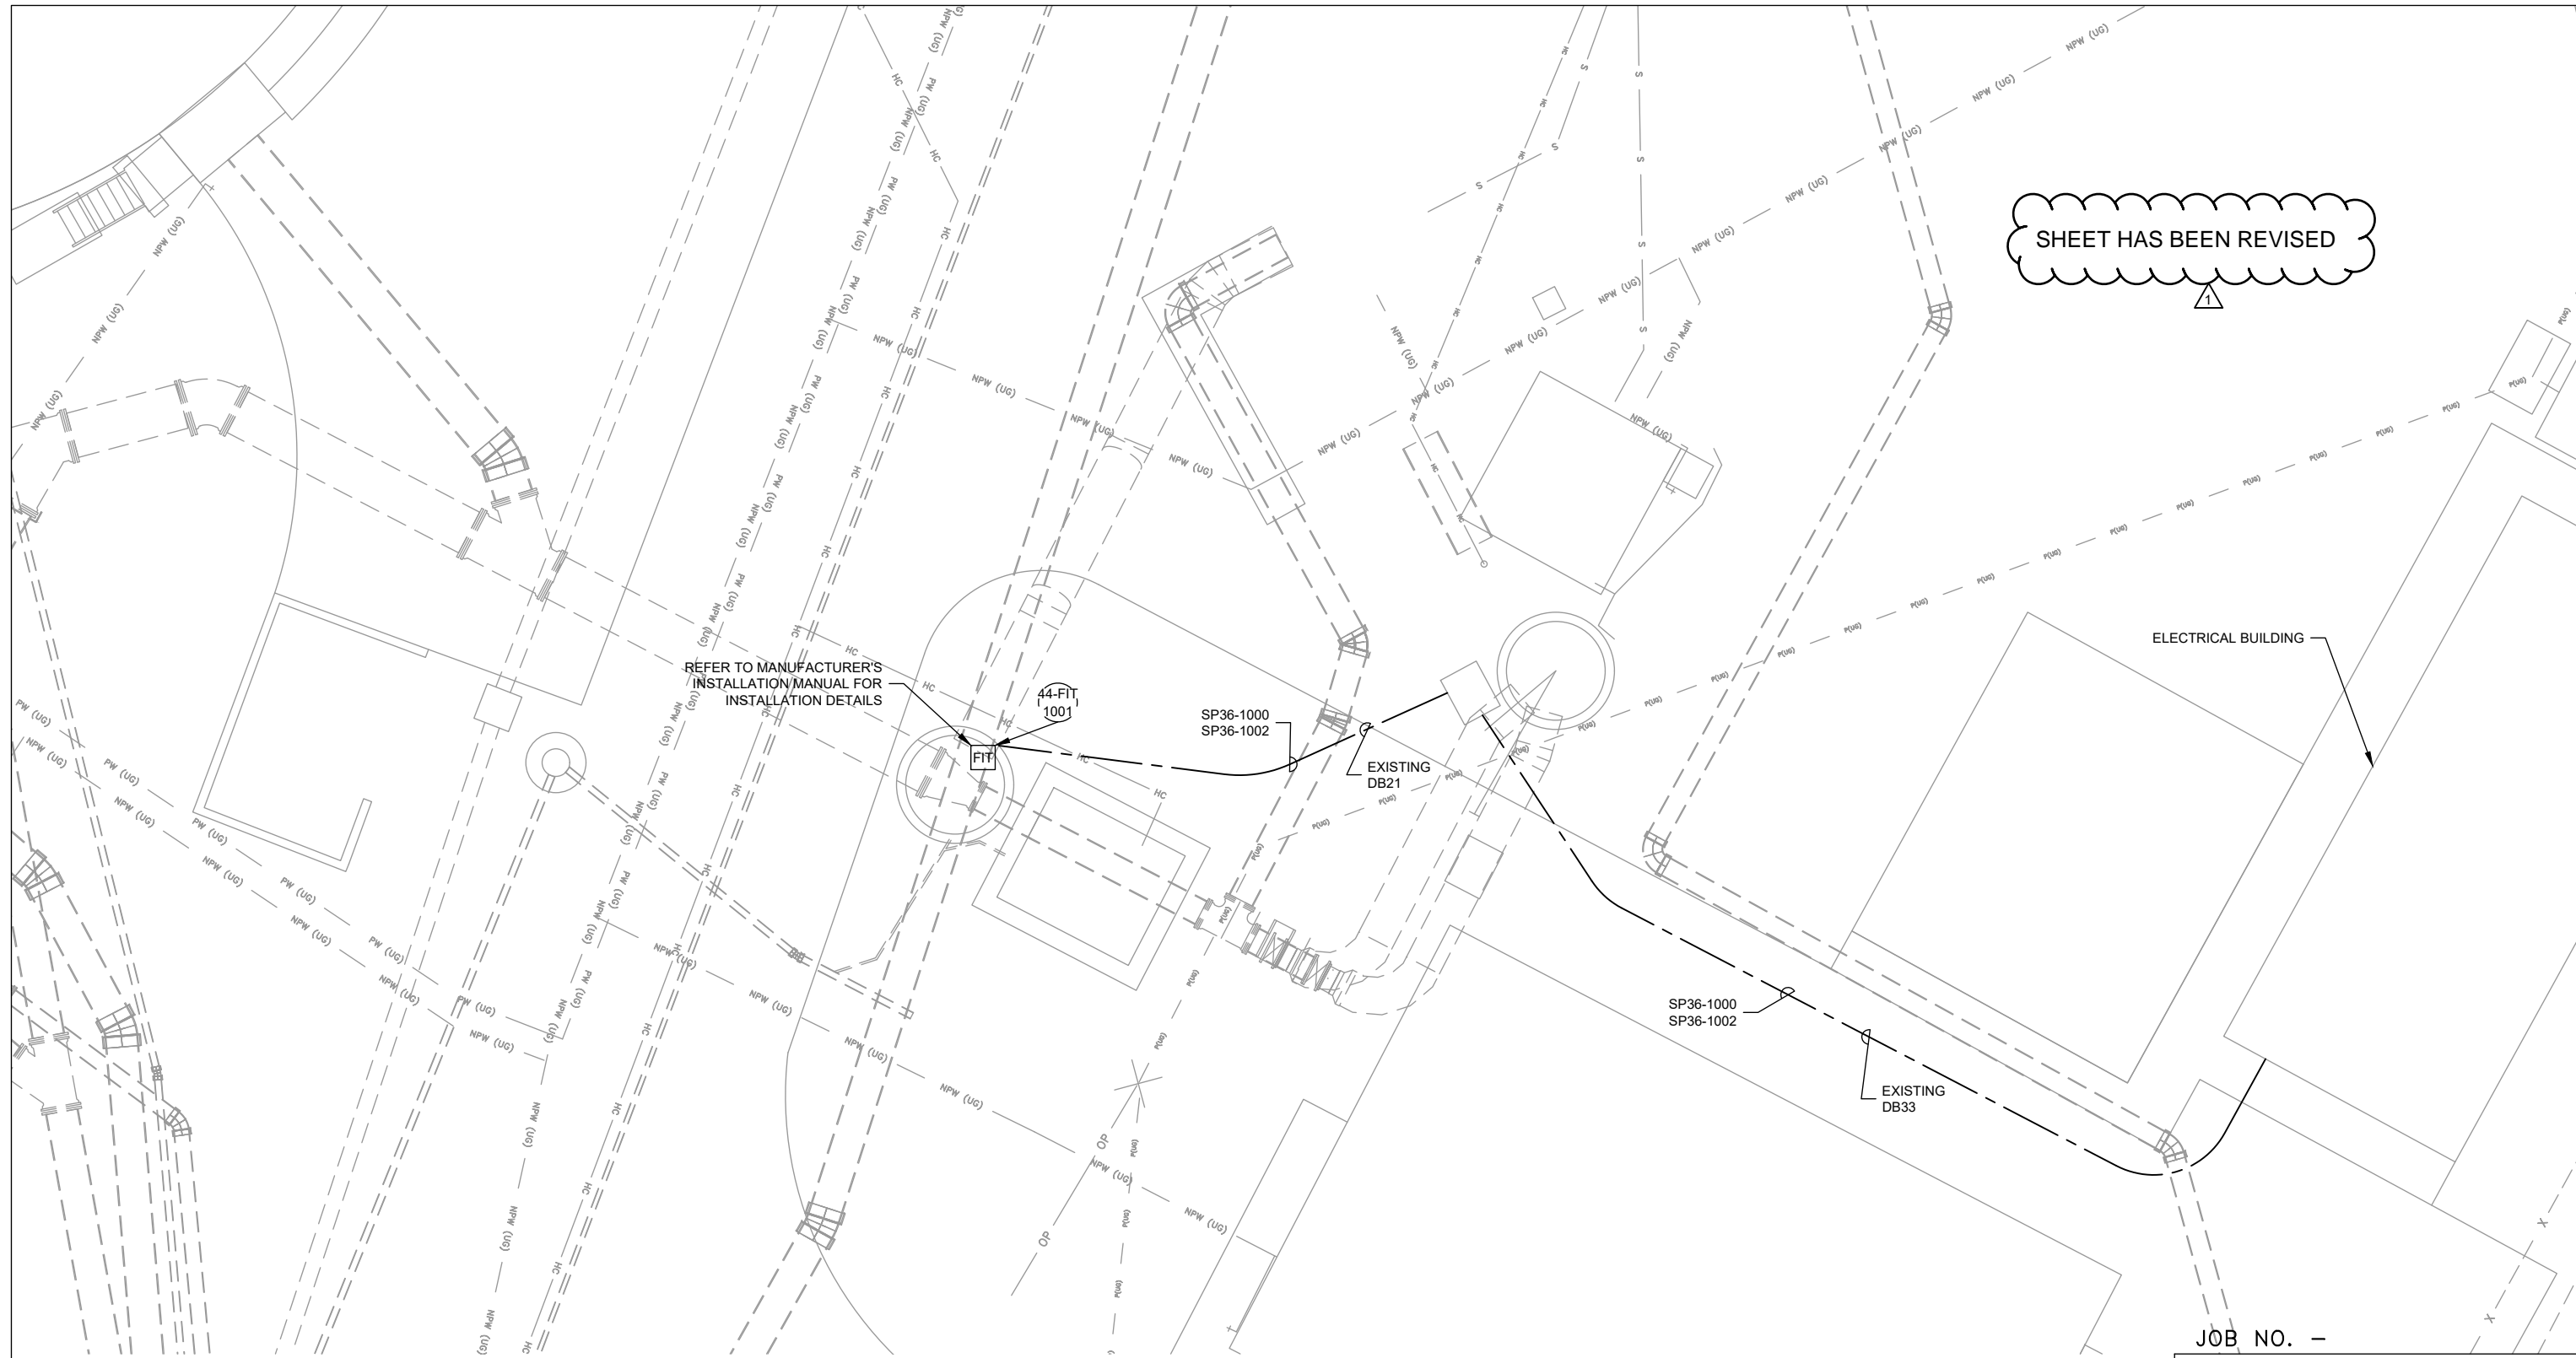 SHEET HAS BEEN REVISED
1
ELECTRICAL BUILDING
REFER TO MANUFACTURER'S
INSTALLATION MANUAL FOR
INSTALLATION DETAILS
44-FIT
1001
FIT
SP36-1000
SP36-1002
EXISTING
DB21
SP36-1000
SP36-1002
EXISTING
DB33
JOB NO. -
NPW (UG)
PW (UG)
HC
S
P(UG)
OP
OP
X
X